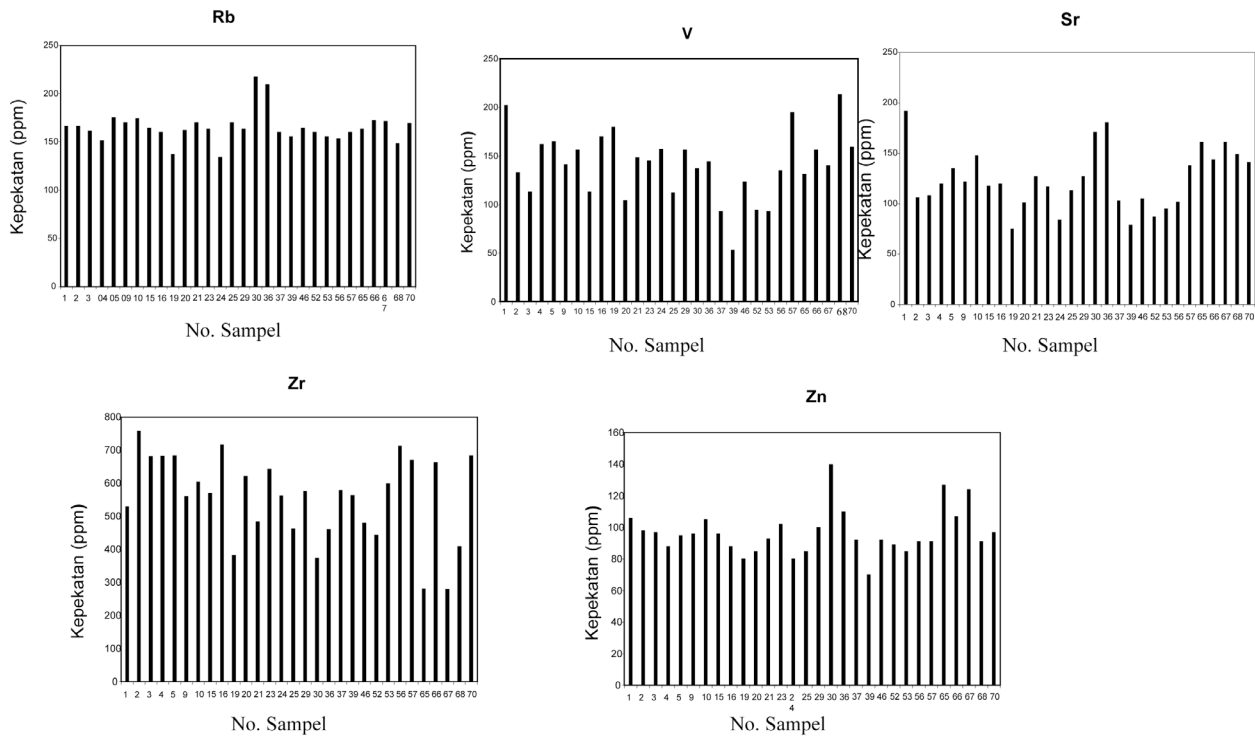 Rb
Kepekatan (ppm)
250
200
150
100
50
0
1 2 3 04 05 09 10 15 16 19 20 21 23 24 25 29 30 36 37 39 46 52 53 56 57 65 66 6 68 70
7
No. Sampel
V
Kepekatan (ppm)
250
200
150
100
50
0
1 2 3 4 5 9 10 15 16 19 20 21 23 24 25 29 30 36 37 39 46 52 53 56 57 65 66 67 68 70
No. Sampel
Sr
Kepekatan (ppm)
250
200
150
100
50
0
1 2 3 4 5 9 10 15 16 19 20 21 23 24 25 29 30 36 37 39 46 52 53 56 57 65 66 67 68 70
No. Sampel
Zr
Kepekatan (ppm)
800
700
600
500
400
300
200
100
0
1 2 3 4 5 9 10 15 16 19 20 21 23 24 25 29 30 36 37 39 46 52 53 56 57 65 66 67 68 70
No. Sampel
Zn
Kepekatan (ppm)
160
140
120
100
80
60
40
20
0
1 2 3 4 5 9 10 15 16 19 20 21 23 2 25 29 30 36 37 39 46 52 53 56 57 65 66 67 68 70
4
No. Sampel